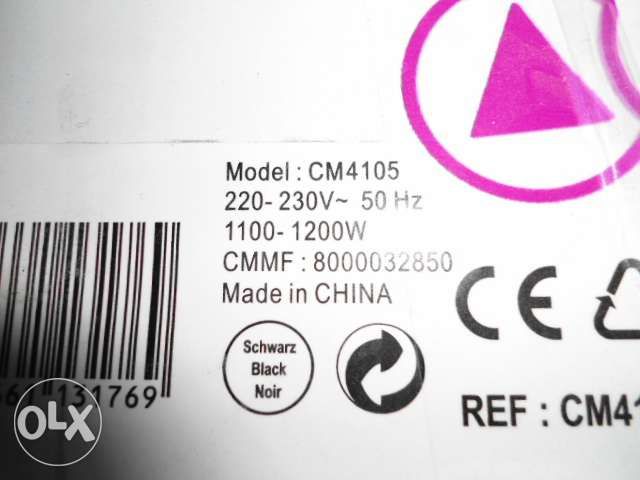 Model : CM4105
220-230V~ 50 Hz
1100-1200W
CMMF : 8000032850
Made in CHINA
Schwarz
Black
Noir
CE
131769
REF : CM41
OLX